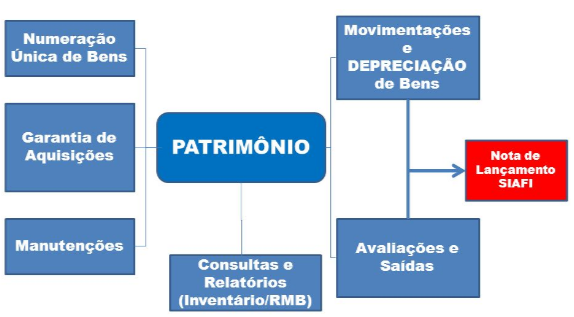 Numeração
Única de Bens
Garantia de
Aquisições
Manutenções
PATRIMÔNIO
Consultas e
Relatórios
(Inventário/RMB)
Movimentações
e
DEPRECIAÇÃO
de Bens
Avaliações e
Saídas
Nota de
Lançamento
SIAFI